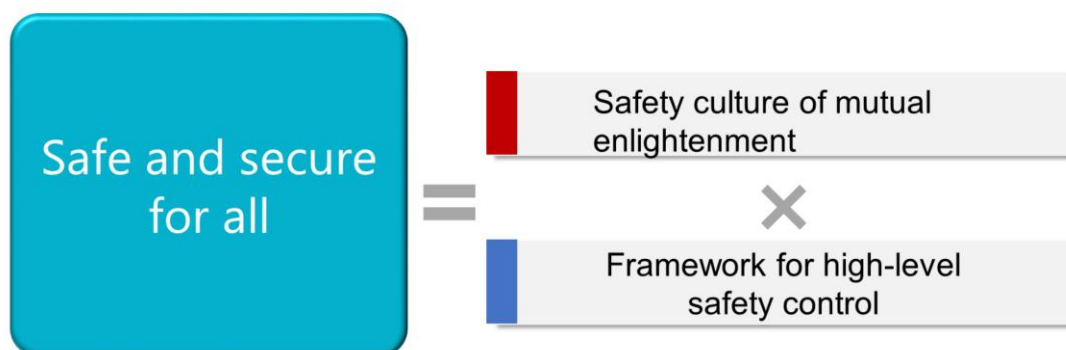 Safe and secure
for all
=
Safety culture of mutual
enlightenment
×
Framework for high-level
safety control